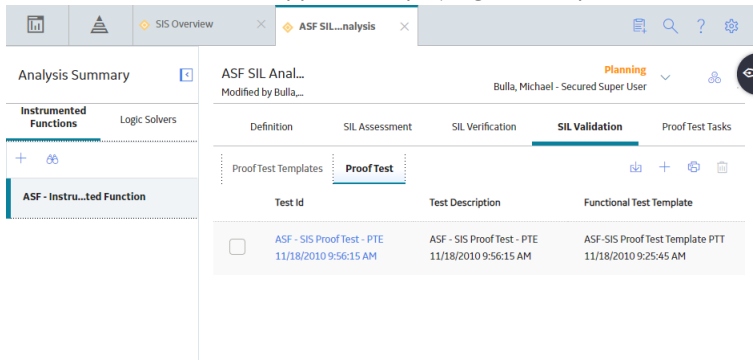 SIS Overview
ASF SIL...nalysis
Analysis Summary
Instrumented Functions
Logic Solvers
ASF - Instru...ted Function
ASF SIL Anal...
Modified by Bulla,...
Planning
Bulla, Michael - Secured Super User
Definition
SIL Assessment
SIL Verification
SIL Validation
Proof Test Tasks
Proof Test Templates
Proof Test
Test Id
Test Description
Functional Test Template
ASF - SIS Proof Test - PTE
11/18/2010 9:56:15 AM
ASF - SIS Proof Test - PTE
11/18/2010 9:56:15 AM
ASF-SIS Proof Test Template PTT
11/18/2010 9:25:45 AM